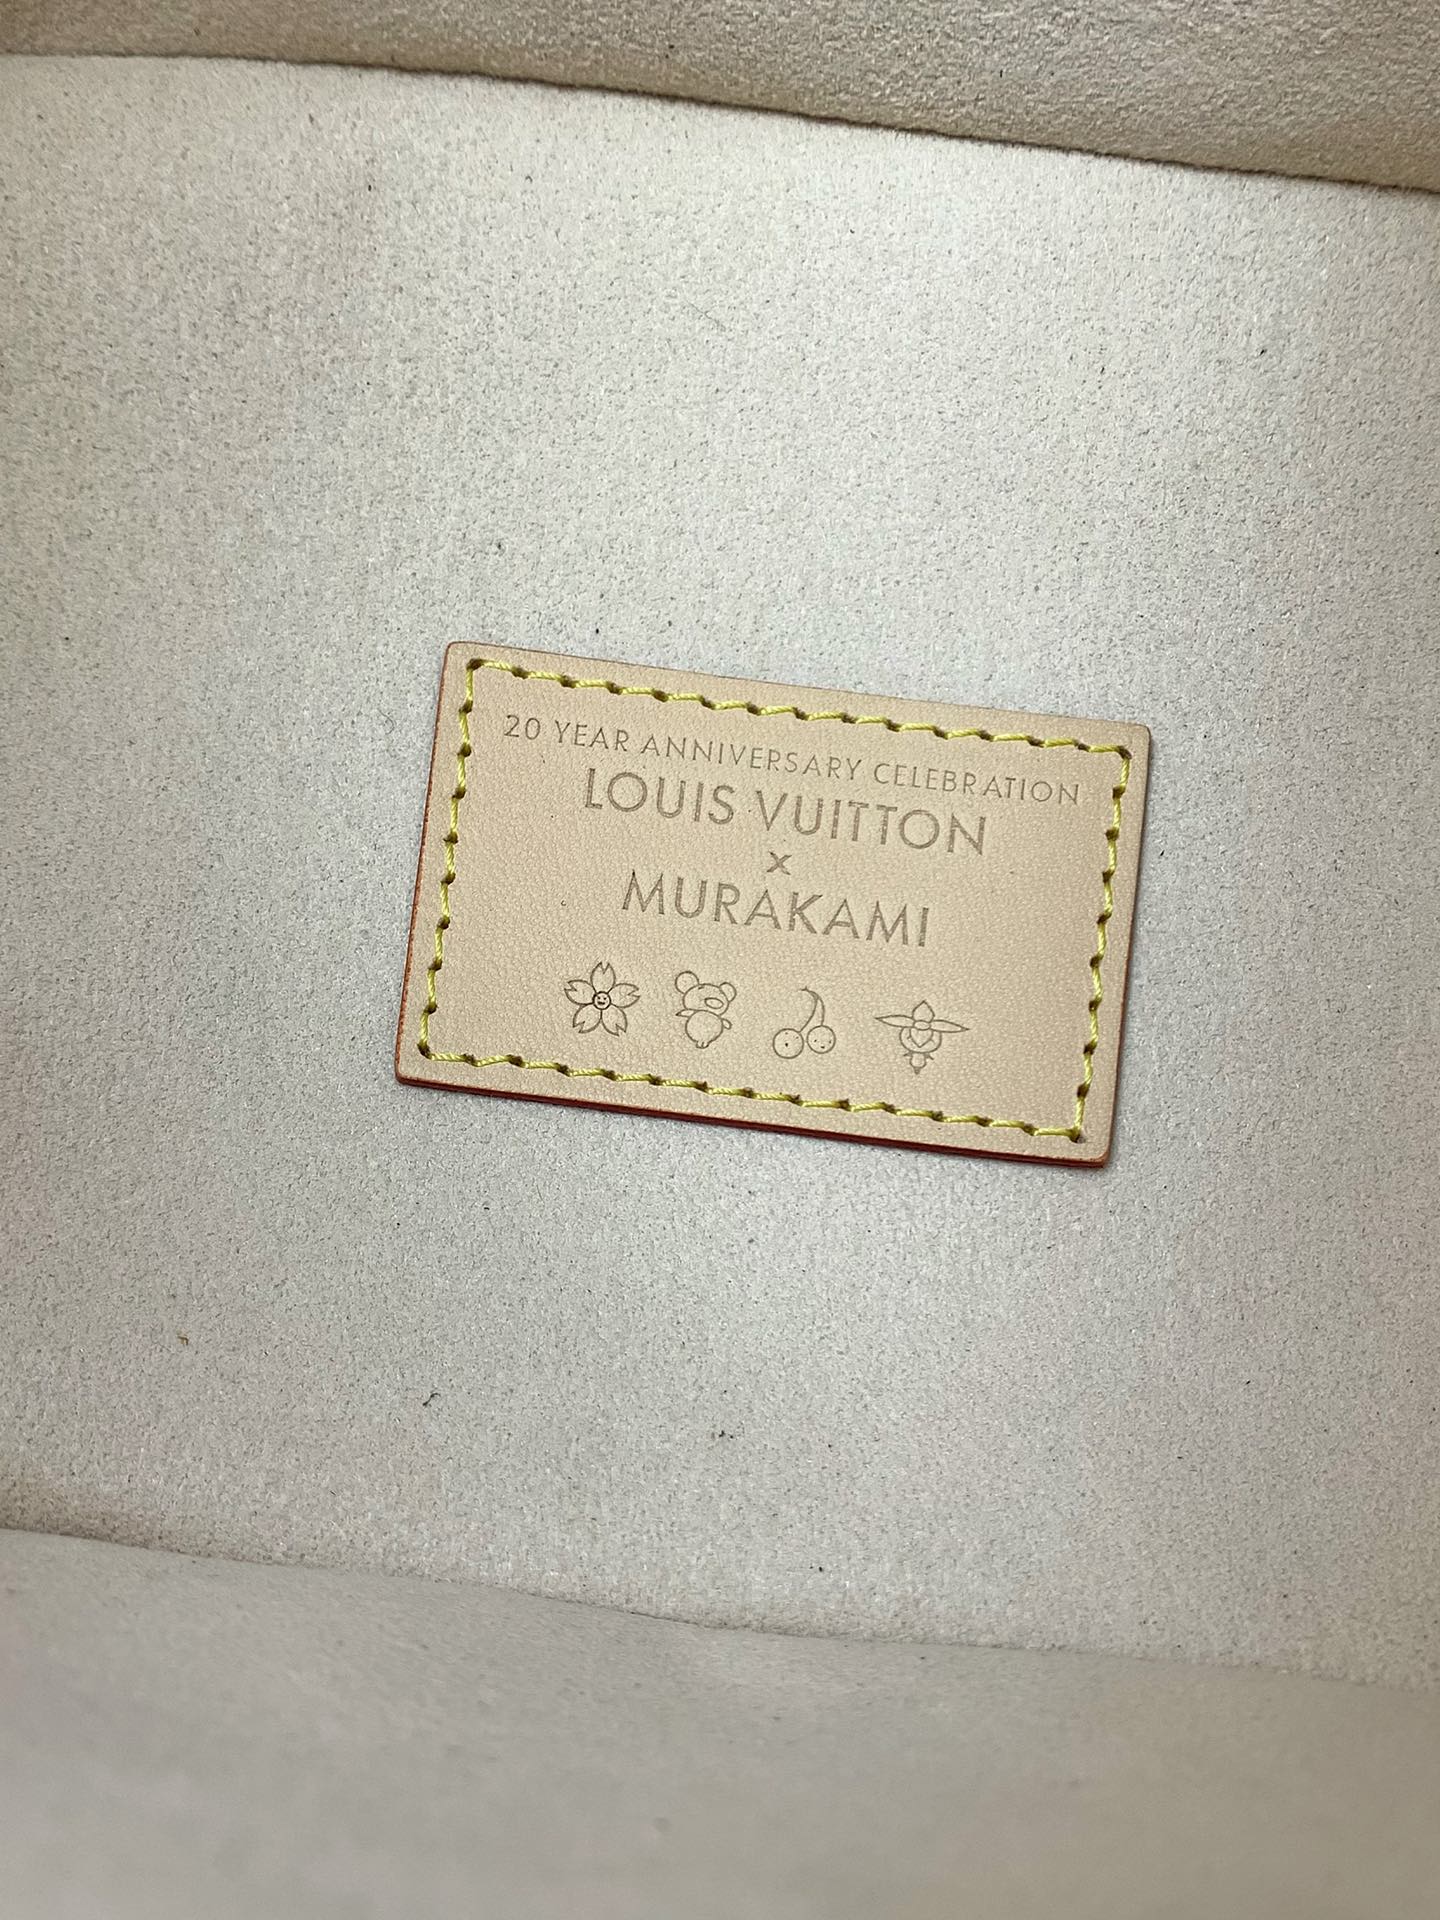 20 YEAR ANNIVERSARY CELEBRATION
LOUIS VUITTON
x
MURAKAMI